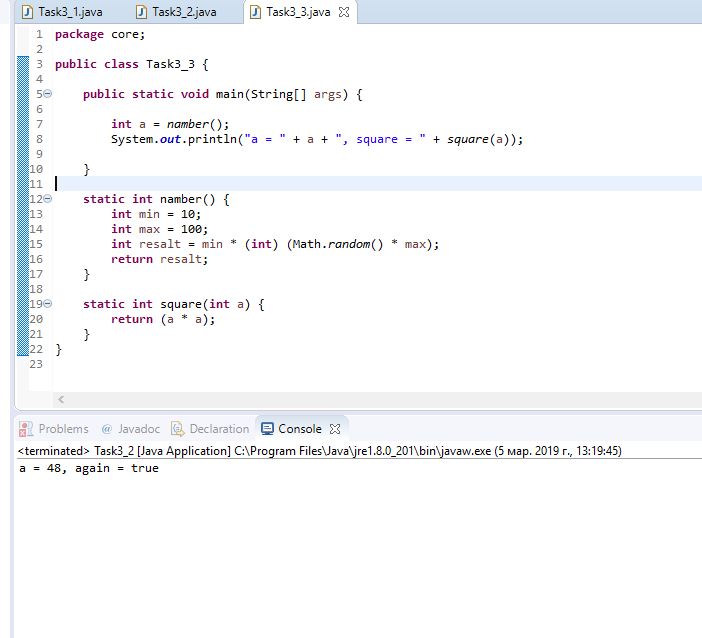 Task3_1.java Task3_2.java Task3_3.java
1 package core;
2
3 public class Task3_3 {
4
5 public static void main(String[] args) {
6
7 int a = namber();
8 System.out.println("a = " + a + ", square = " + square(a));
9
10 }
11
12 static int namber() {
13 int min = 10;
14 int max = 100;
15 int resalt = min * (int) (Math.random() * max);
16 return resalt;
17 }
18
19 static int square(int a) {
20 return (a * a);
21 }
22 }
23
Problems @ Javadoc Declaration Console
<terminated> Task3_2 [Java Application] C:\Program Files\Java\jre1.8.0_201\bin\javaw.exe (5 мар. 2019 г., 13:19:45)
a = 48, again = true